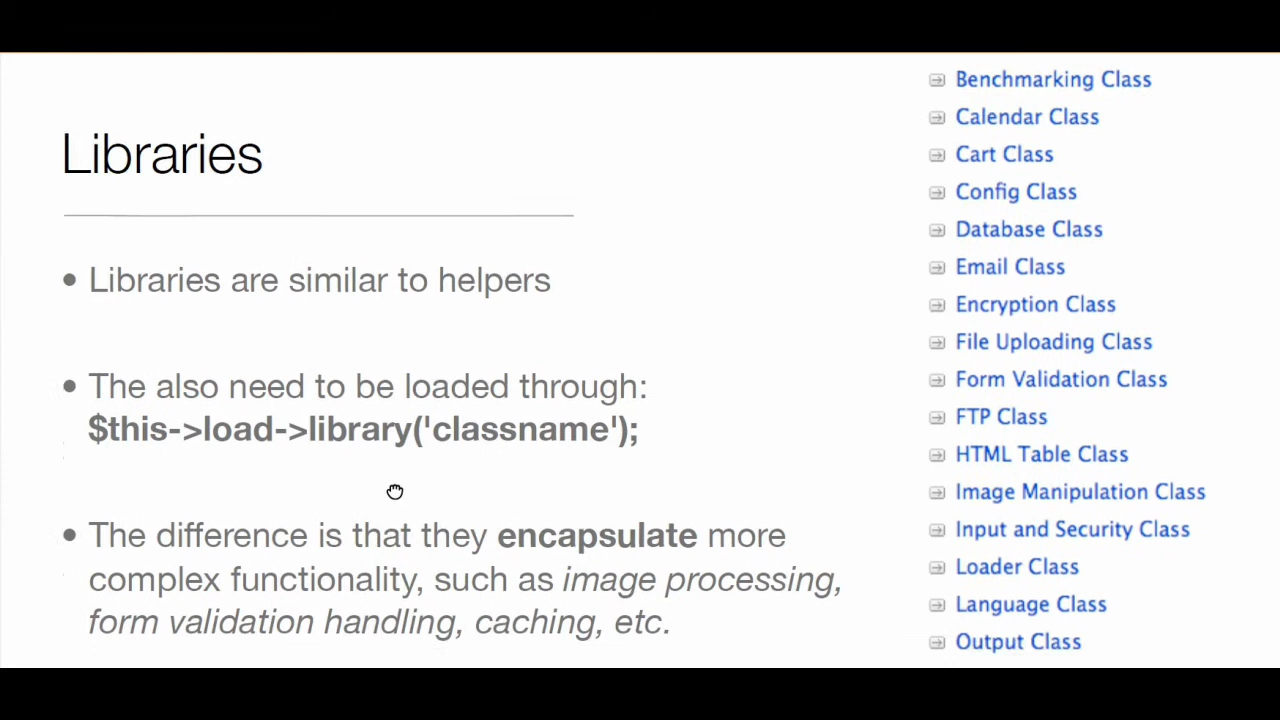 Libraries
• Libraries are similar to helpers
• The also need to be loaded through:
$this->load->library('classname');
• The difference is that they encapsulate more
complex functionality, such as image processing,
form validation handling, caching, etc.
Benchmarking Class
Calendar Class
Cart Class
Config Class
Database Class
Email Class
Encryption Class
File Uploading Class
Form Validation Class
FTP Class
HTML Table Class
Image Manipulation Class
Input and Security Class
Loader Class
Language Class
Output Class